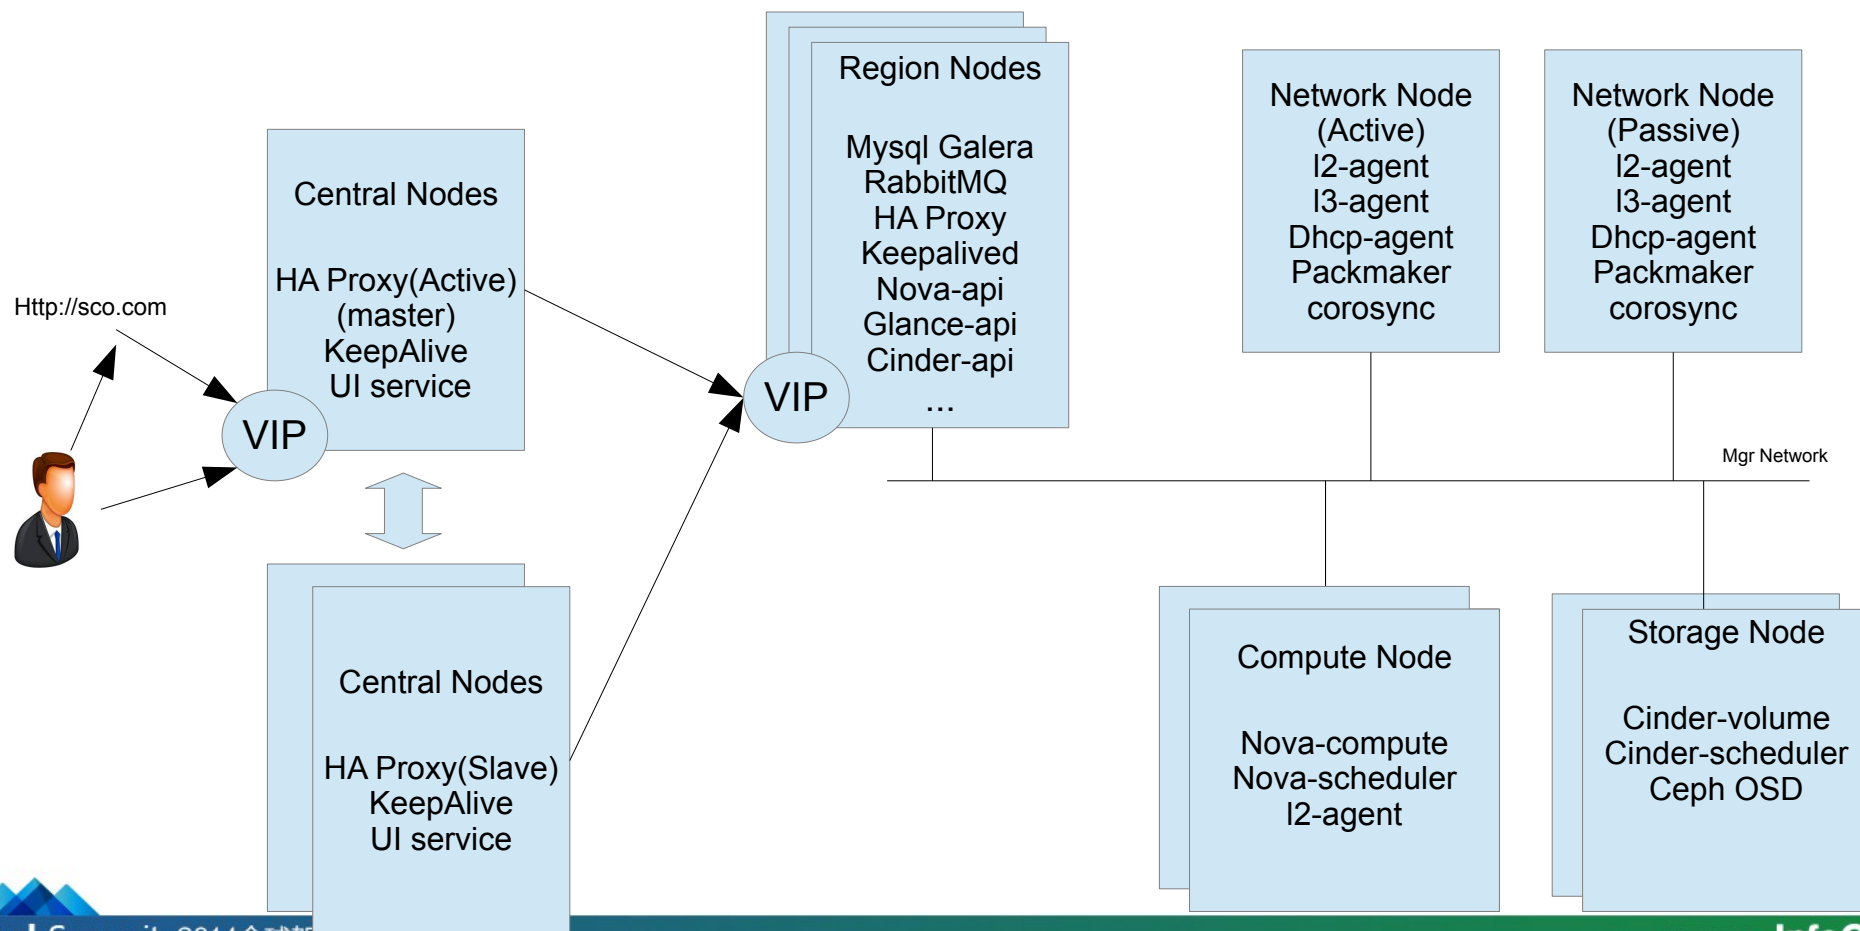 Http://sco.com
VIP
Central Nodes
HA Proxy(Active)
(master)
KeepAlive
UI service
Central Nodes
HA Proxy(Slave)
KeepAlive
UI service
VIP
Region Nodes
Mysql Galera
RabbitMQ
HA Proxy
Keepalived
Nova-api
Glance-api
Cinder-api
...
Network Node
(Active)
l2-agent
l3-agent
Dhcp-agent
Packmaker
corosync
Network Node
(Passive)
l2-agent
l3-agent
Dhcp-agent
Packmaker
corosync
Mgr Network
Compute Node
Nova-compute
Nova-scheduler
l2-agent
Storage Node
Cinder-volume
Cinder-scheduler
Ceph OSD